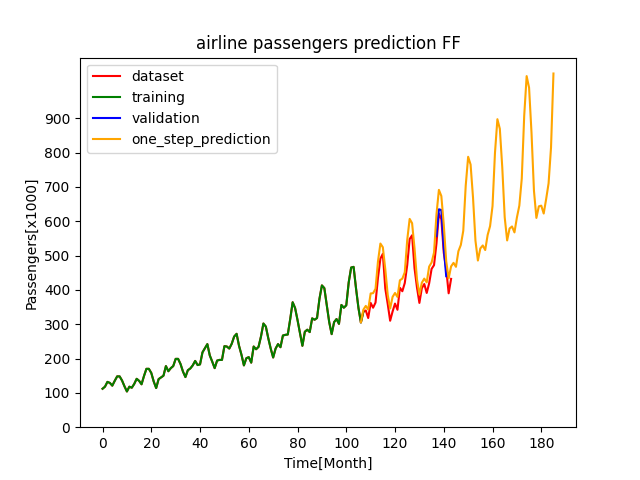 airline passengers prediction FF
dataset
training
validation
one_step_prediction
900
800
700
600
500
400
300
200
100
0
Passengers[x1000]
0 20 40 60 80 100 120 140 160 180
Time[Month]